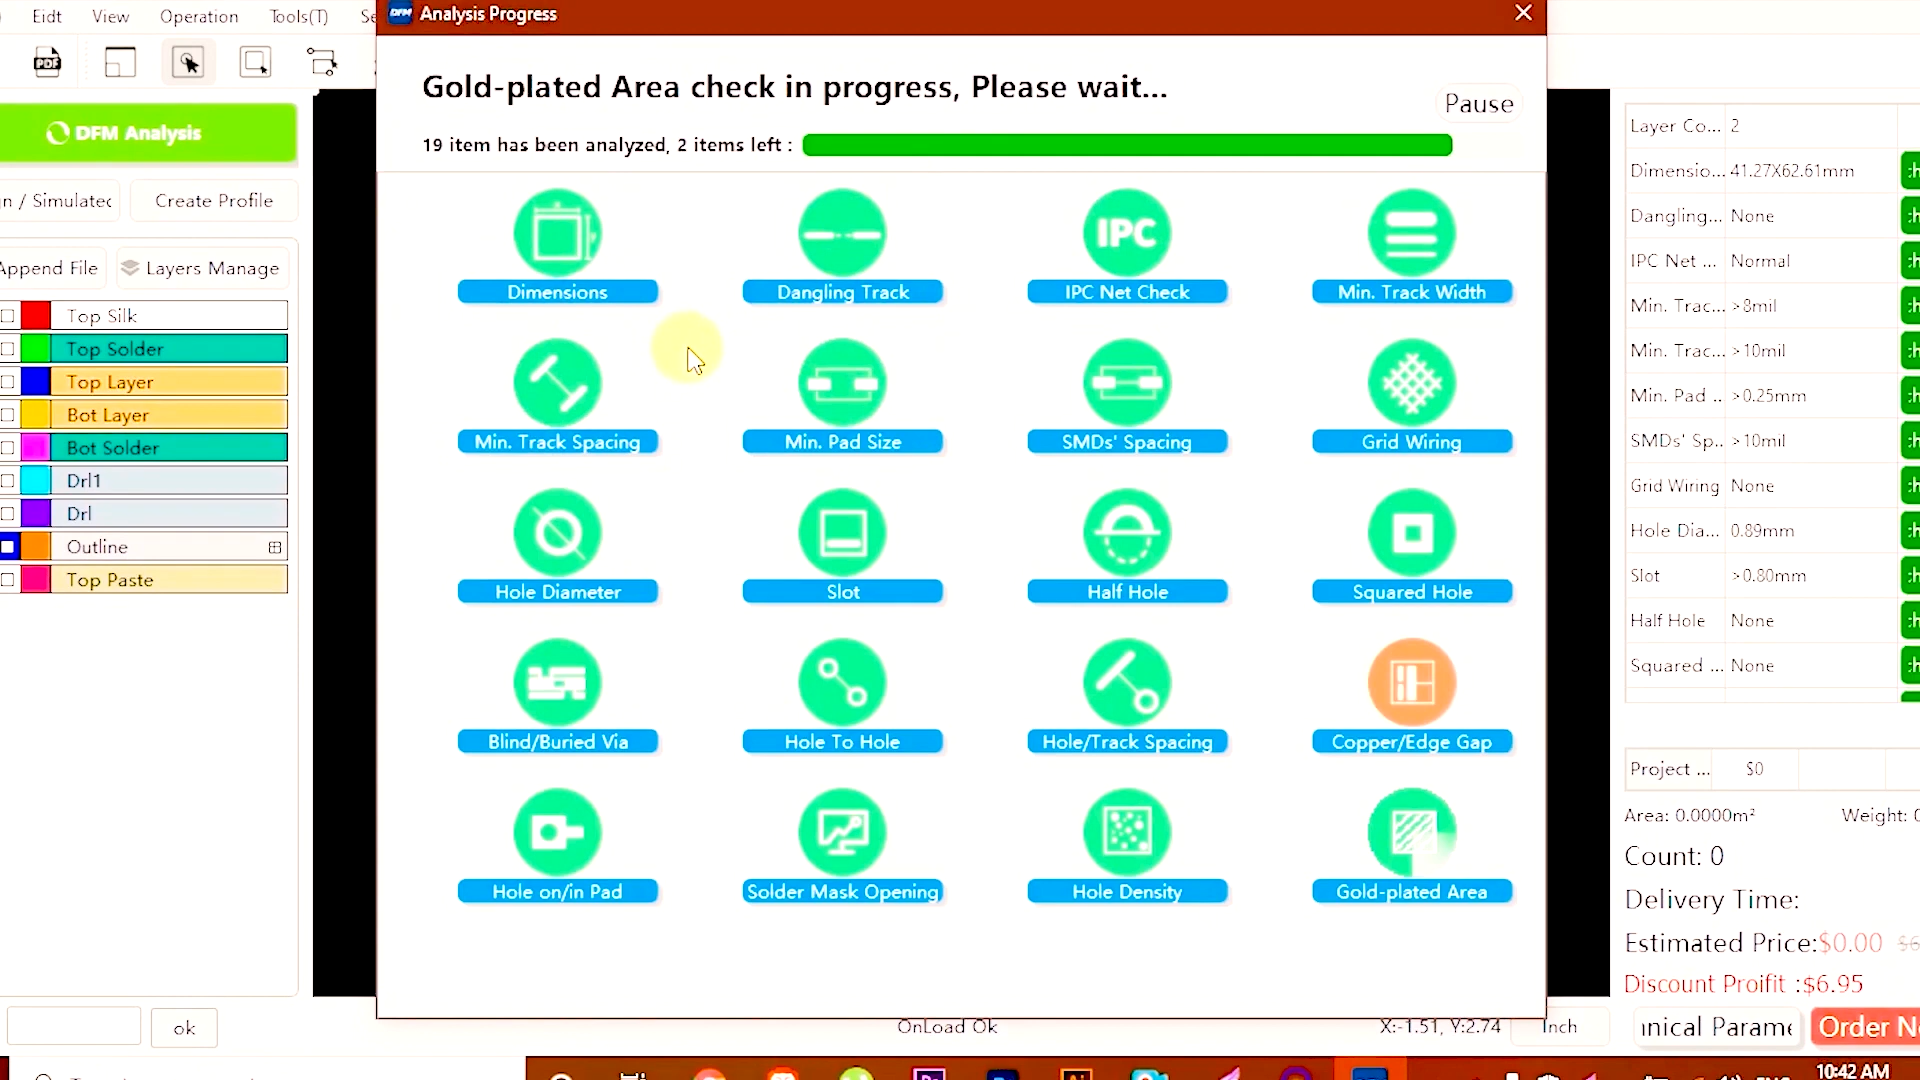 Eidt View Operation Tools(T)
DFM Analysis Progress
PDF
Gold-plated Area check in progress, Please wait...
Pause
19 item has been analyzed, 2 items left :
DFM Analysis
Create Profile
Append File Layers Manage
Top Silk
Top Solder
Top Layer
Bot Layer
Bot Solder
Drl1
Drl
Outline
Top Paste
ok
Dimensions
Dangling Track
IPC
IPC Net Check
Min. Track Width
Min. Track Spacing
Min. Pad Size
SMDs' Spacing
Grid Wiring
Hole Diameter
Slot
Half Hole
Squared Hole
Blind/Buried Via
Hole To Hole
Hole/Track Spacing
Copper/Edge Gap
Hole on/in Pad
Solder Mask Opening
Hole Density
Gold-plated Area
Layer Co... 2
Dimensio... 41.27X62.61mm
Dangling... None
IPC Net ... Normal
Min. Trac... >8mil
Min. Trac... >10mil
Min. Pad .. >0.25mm
SMDs' Sp.. >10mil
Grid Wiring None
Hole Dia... 0.89mm
Slot >0.80mm
Half Hole None
Squared ... None
Project ... $0
Area: 0.0000m² Weight:
Count: 0
Delivery Time:
Estimated Price:$0.00
Discount Proifit :$6.95
OnLoad Ok
X:-1.51, Y:2.74
Inch
Order
10:42 AM